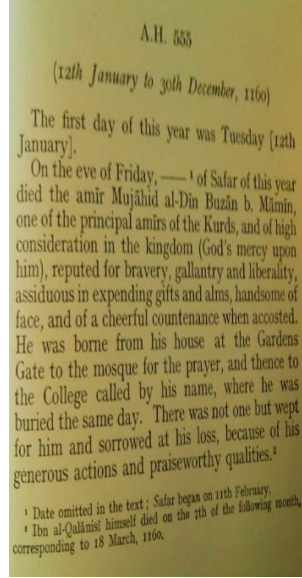 A.H. 555
(12th January to 30th December, 1160)
The first day of this year was Tuesday [12th
January].
On the eve of Friday, —— ¹ of Safar of this year
died the amīr Mujāhid al-Dīn Buzān b. Māmīn,
one of the principal amīrs of the Kurds, and of high
consideration in the kingdom (God's mercy upon
him), reputed for bravery, gallantry and liberality,
assiduous in expending gifts and alms, handsome of
face, and of a cheerful countenance when accosted.
He was borne from his house at the Gardens
Gate to the mosque for the prayer, and thence to
the College called by his name, where he was
buried the same day. There was not one but wept
for him and sorrowed at his loss, because of his
generous actions and praiseworthy qualities.²
¹ Date omitted in the text; Safar began on 11th February.
² Ibn al-Qalānisī himself died on the 7th of the following month,
corresponding to 18 March, 1160.